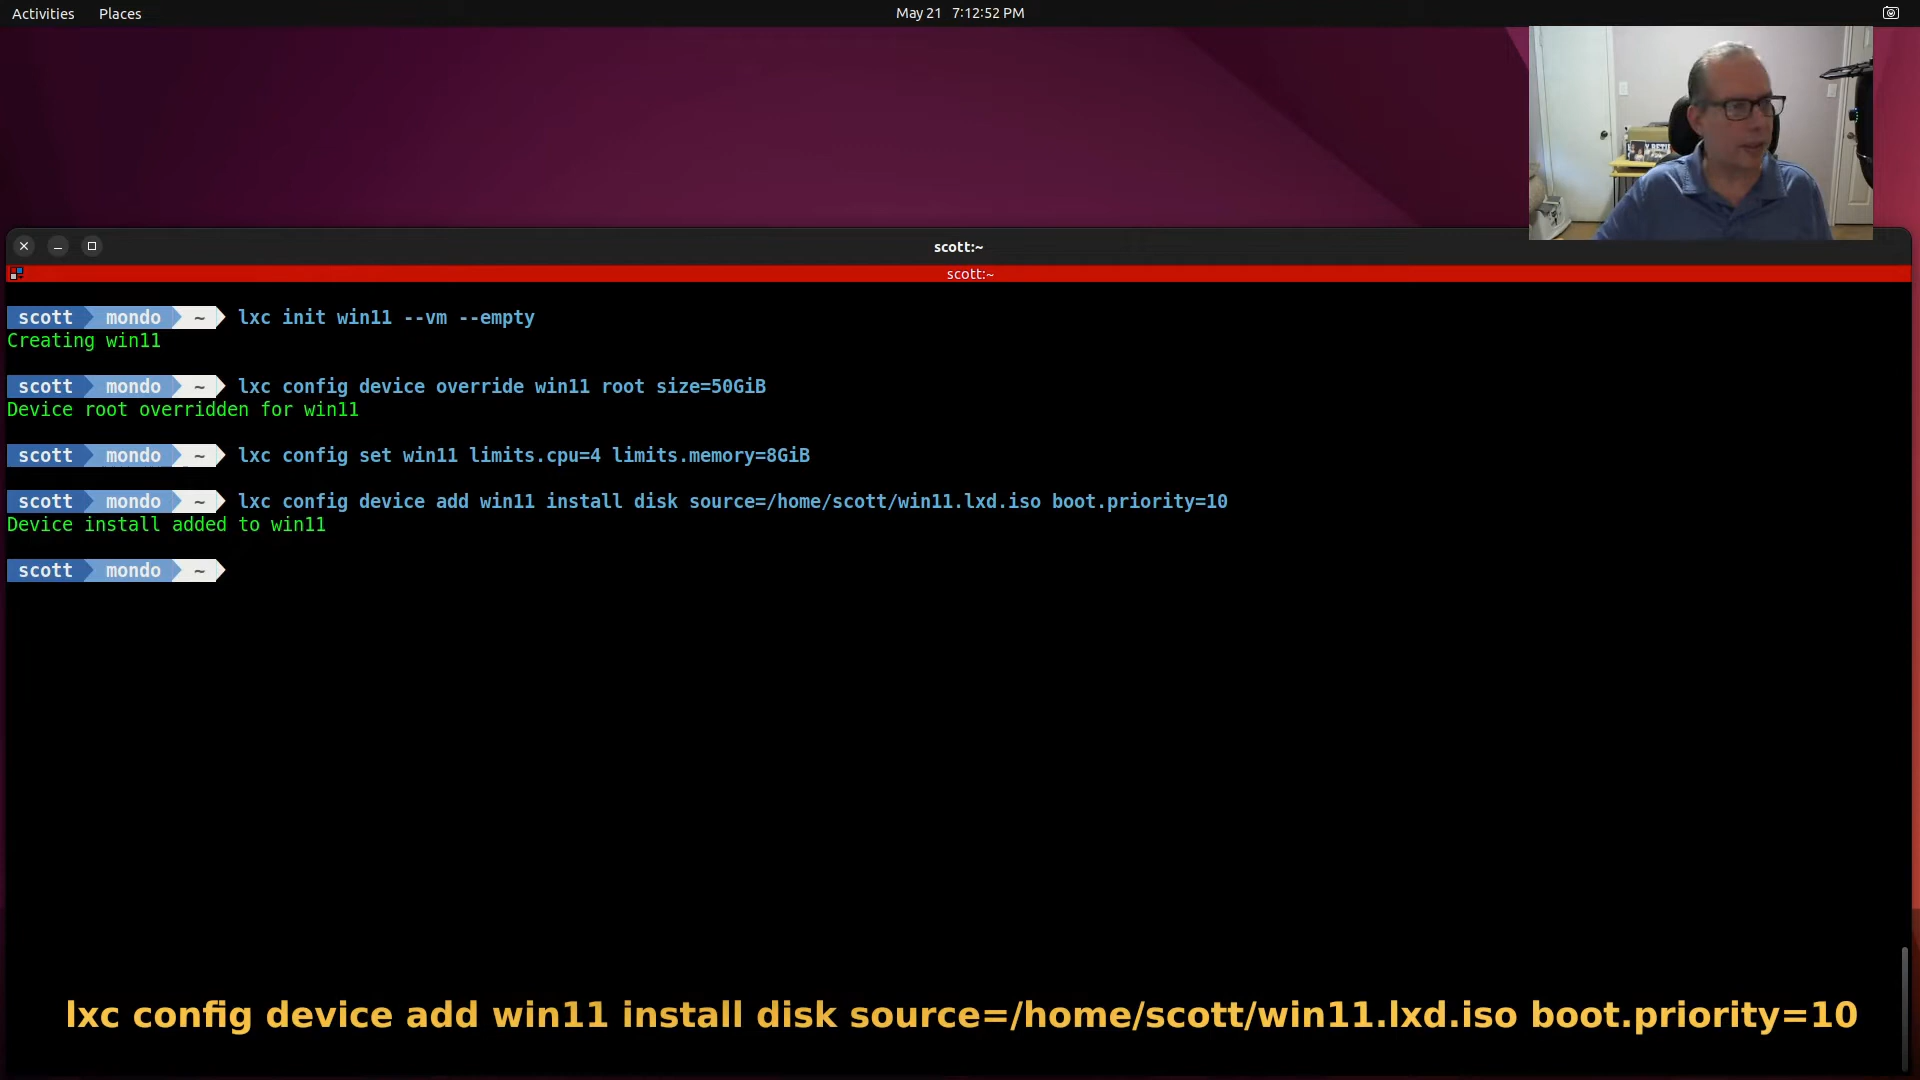 Activities Places May 21 7:12:52 PM
scott:~
scott:~
scott mondo ~ lxc init win11 --vm --empty
Creating win11
scott mondo ~ lxc config device override win11 root size=50GiB
Device root overridden for win11
scott mondo ~ lxc config set win11 limits.cpu=4 limits.memory=8GiB
scott mondo ~ lxc config device add win11 install disk source=/home/scott/win11.lxd.iso boot.priority=10
Device install added to win11
scott mondo ~
lxc config device add win11 install disk source=/home/scott/win11.lxd.iso boot.priority=10